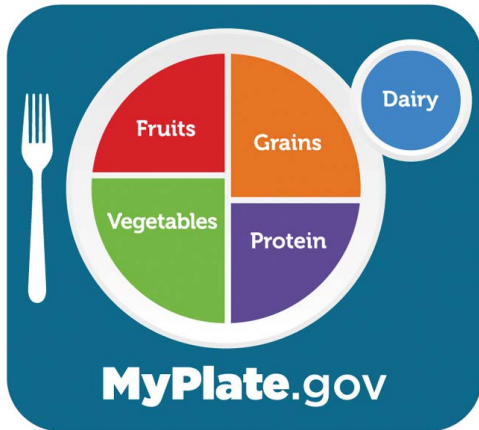 Dairy
Fruits
Grains
Vegetables
Protein
MyPlate.gov